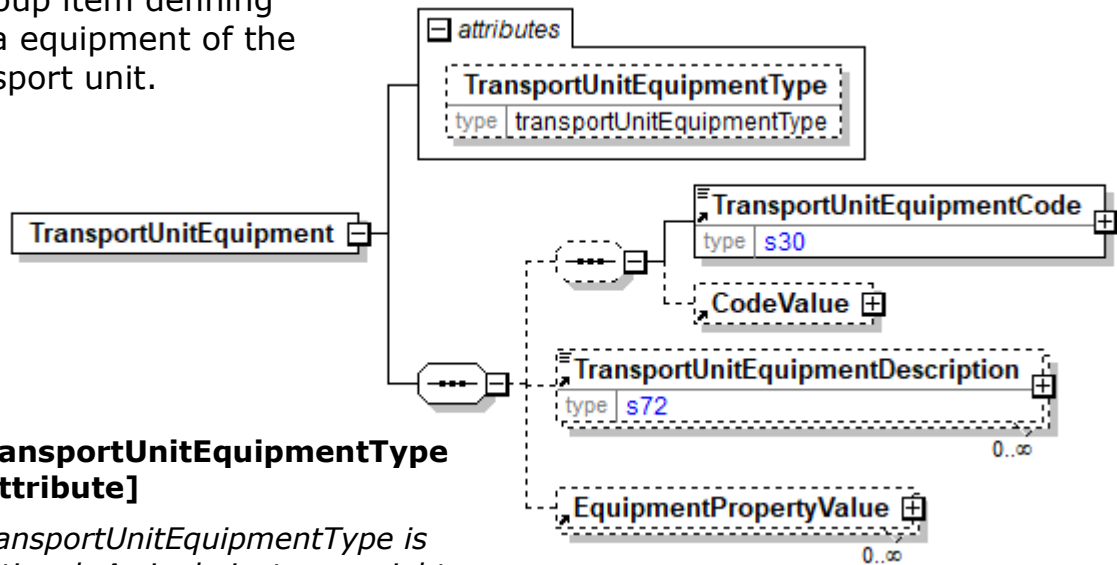 oup item defining
a equipment of the
sport unit.
attributes
TransportUnitEquipmentType
type transportUnitEquipmentType
TransportUnitEquipment
TransportUnitEquipmentCode
type s30
CodeValue
TransportUnitEquipmentDescription
type s72
0..∞
EquipmentPropertyValue
0..∞
ansportUnitEquipmentType
ttribute]
ansportUnitEquipmentType is